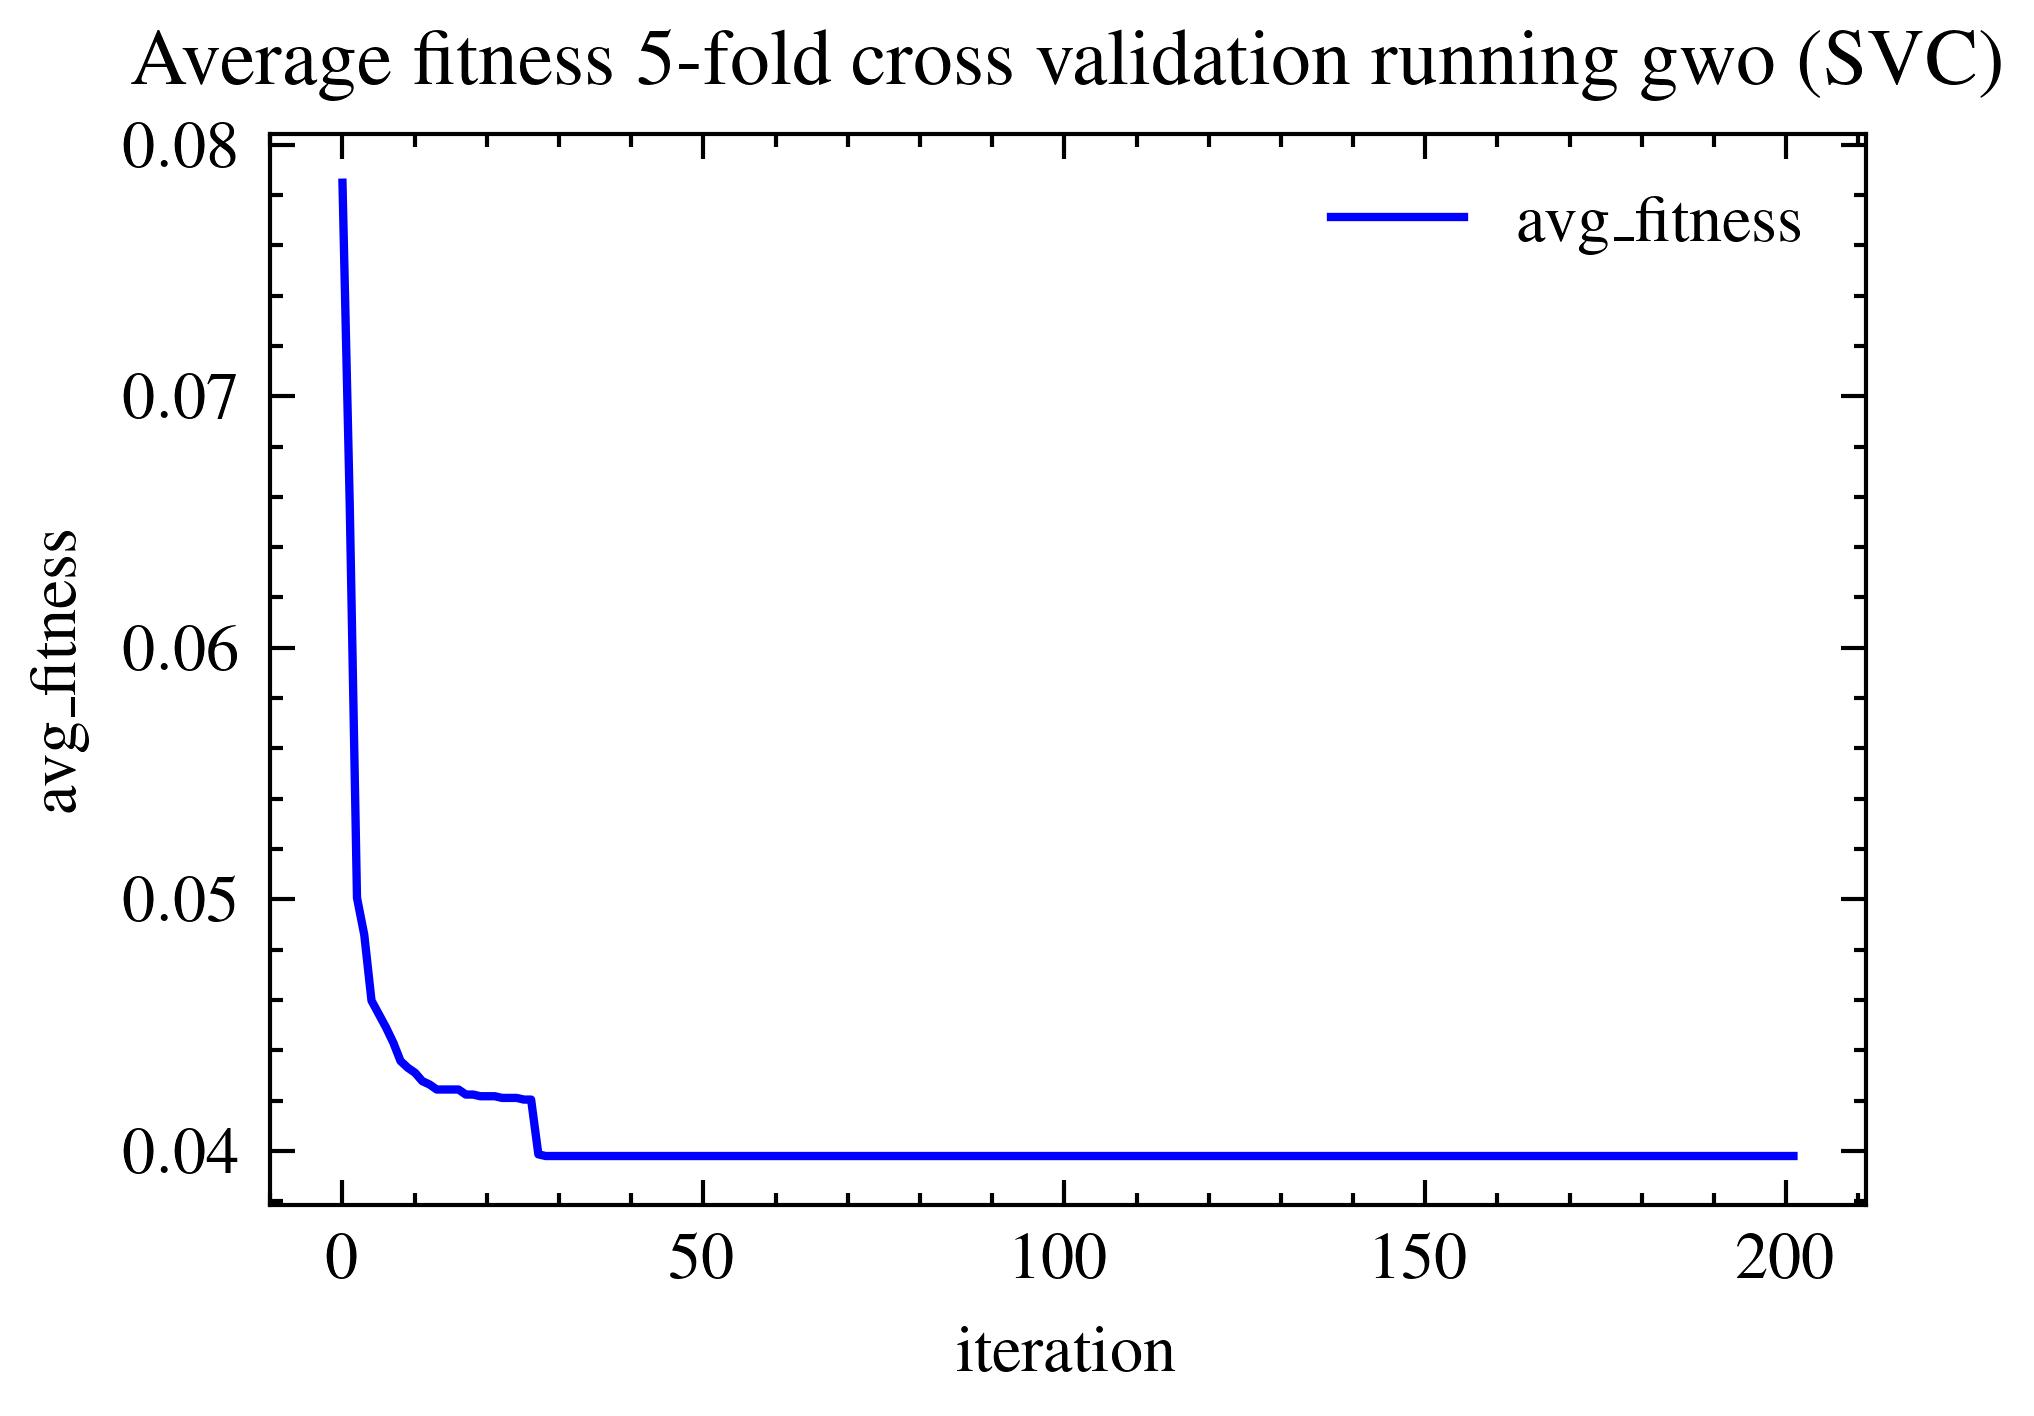 Average fitness 5-fold cross validation running gwo (SVC)
avg_fitness
0.08
0.07
0.06
0.05
0.04
avg_fitness
0 50 100 150 200
iteration